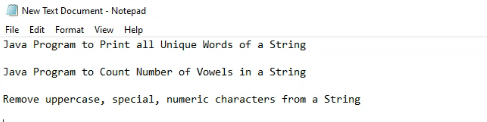 New Text Document - Notepad
File Edit Format View Help
Java Program to Print all Unique Words of a String
Java Program to Count Number of Vowels in a String
Remove uppercase, special, numeric characters from a String